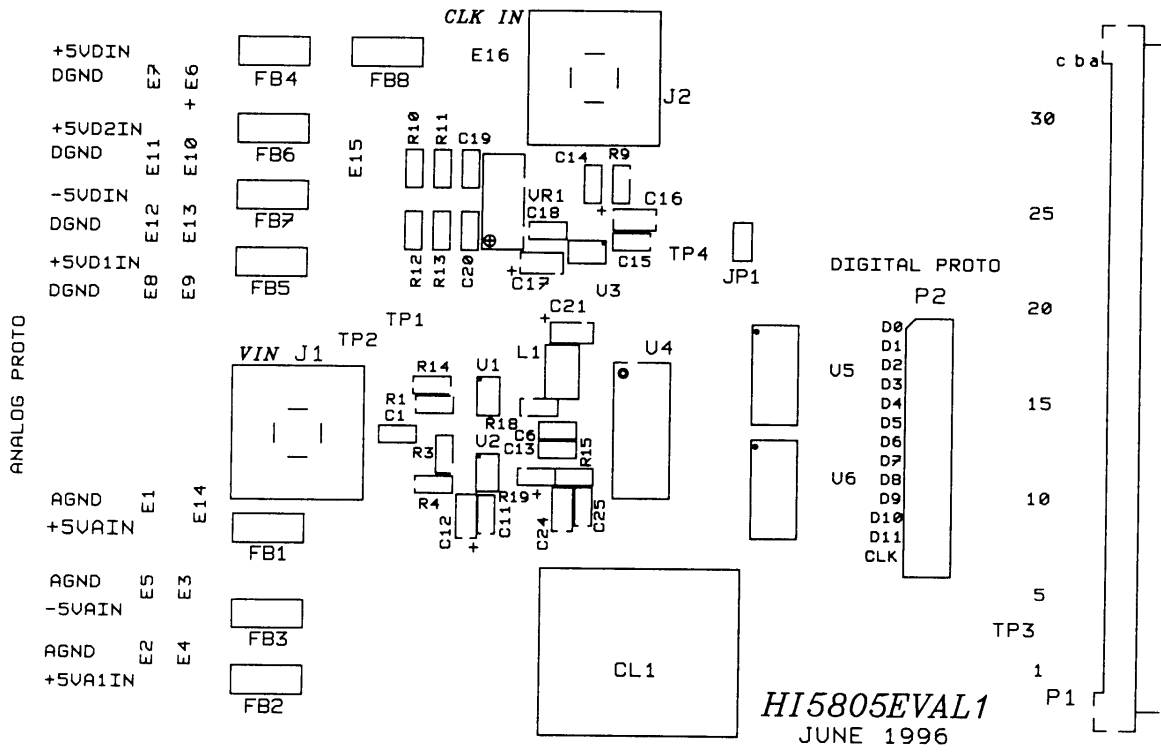 CLK IN
+5VDIN
DGND
E7
+E6
FB4
FB8
E16
J2
c b a
30
+5VD2IN
DGND
E11
E10
FB6
E15
R10
R11
C19
C14
R9
-5VDIN
DGND
E12
E13
FB7
VR1
C18
+
C16
25
+5VD1IN
DGND
E8
E9
FB5
R12
R13
C20
+
C17
C15
TP4
JP1
U3
DIGITAL PROTO
P2
20
ANALOG PROTO
TP1
TP2
+
C21
VIN J1
R14
U1
L1
U4
U5
R1
C1
R18
C6
C13
U2
R3
R4
R15
R19
+
C12
+
C11
C24
C25
U6
D0
D1
D2
D3
D4
D5
D6
D7
D8
D9
D10
D11
CLK
15
10
AGND
+5VAIN
E1
E14
FB1
AGND
-5VAIN
E5
E3
FB3
5
TP3
AGND
+5VA1IN
E2
E4
FB2
CL1
1
P1
HI5805EVAL1
JUNE 1996